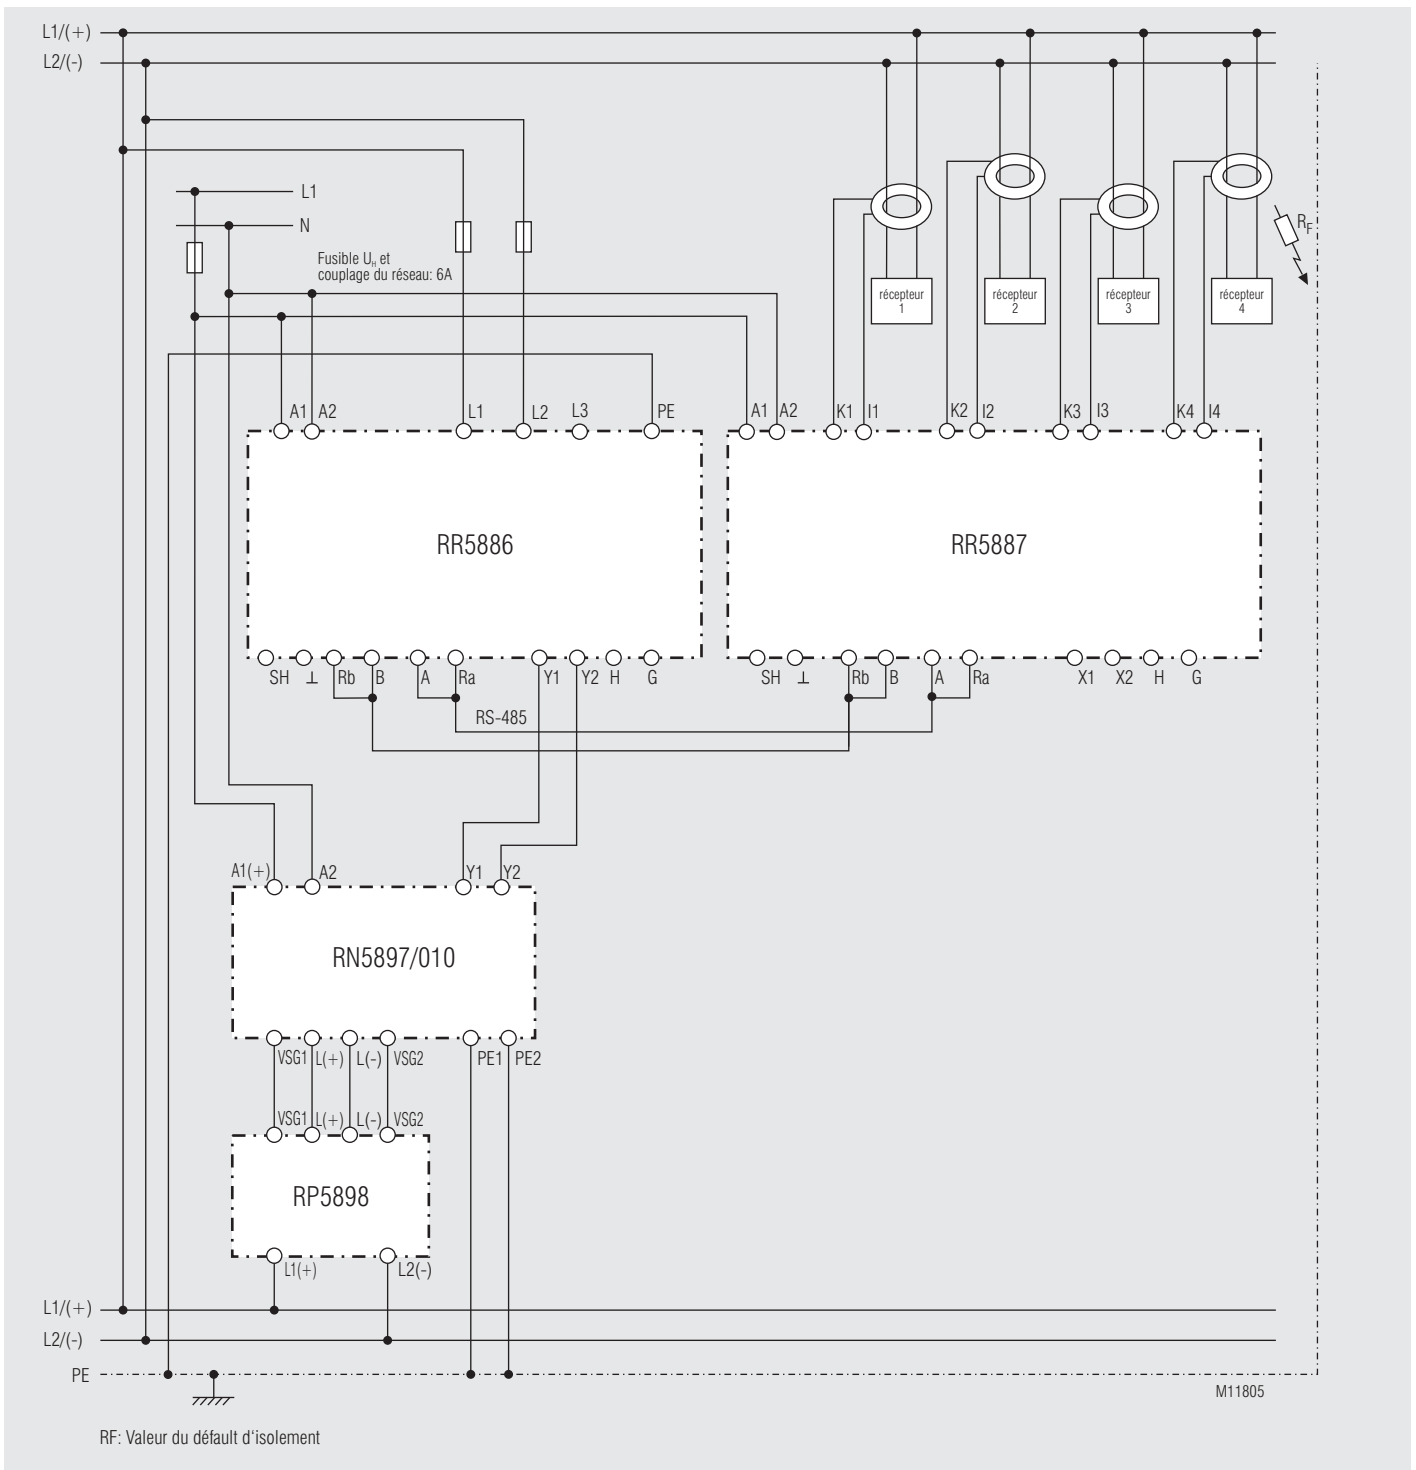 L1/(+)
L2/(-)
L1
N
Fusible UH et
couplage du réseau: 6A
RF
récepteur
1
récepteur
2
récepteur
3
récepteur
4
A1 A2 L1 L2 L3 PE A1 A2 K1 I1 K2 I2 K3 I3 K4 I4
RR5886 RR5887
SH ⊥ Rb B A Ra Y1 Y2 H G SH ⊥ Rb B A Ra X1 X2 H G
RS-485
A1(+) A2 Y1 Y2
RN5897/010
VSG1 L(+) L(-) VSG2 PE1 PE2
VSG1 L(+) L(-) VSG2
RP5898
L1(+) L2(-)
L1/(+)
L2/(-)
PE
M11805
RF: Valeur du défault d'isolement